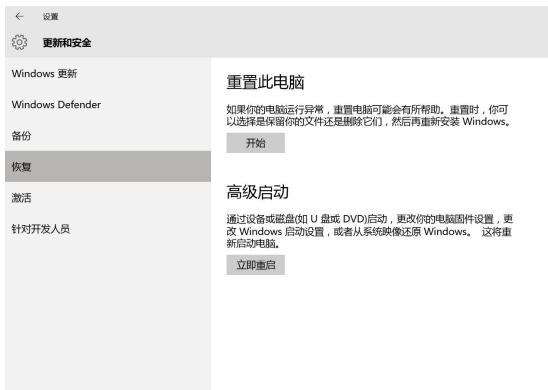 ← 设置
更新和安全
Windows 更新
Windows Defender
备份
恢复
激活
针对开发人员
重置此电脑
如果你的电脑运行异常，重置电脑可能会有所帮助。重置时，你可
以选择是保留你的文件还是删除它们，然后再重新安装 Windows。
开始
高级启动
通过设备或磁盘(如 U 盘或 DVD)启动，更改你的电脑固件设置，更
改 Windows 启动设置，或者从系统映像还原 Windows。 这将重
新启动电脑。
立即重启